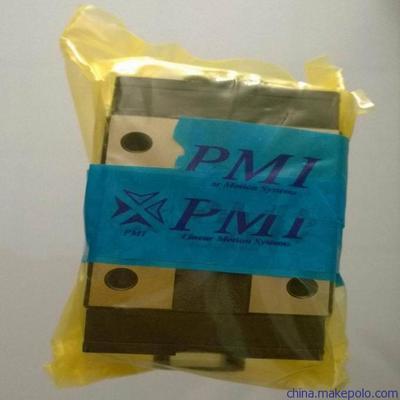 PMI
ar Motion Systems
PMI
PMI
Linear Motion Systems
china.makepolo.com